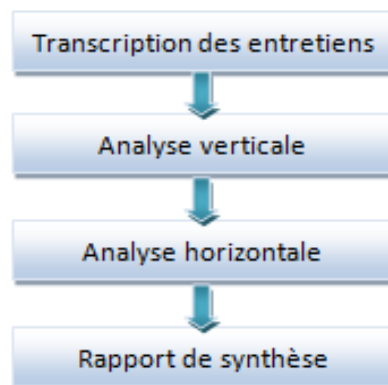 Transcription des entretiens
Analyse verticale
Analyse horizontale
Rapport de synthèse